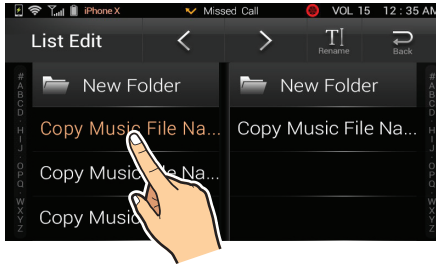 iPhone X Missed Call VOL 15 12 : 35 AM
List Edit < > TI Rename Back
New Folder New Folder
Copy Music File Na... Copy Music File Na...
Copy Music File Na...
Copy Music
#
A
B
C
D
.
H
I
J
.
O
P
Q
.
W
X
Y
Z
#
A
B
C
D
.
H
I
J
.
O
P
Q
.
W
X
Y
Z